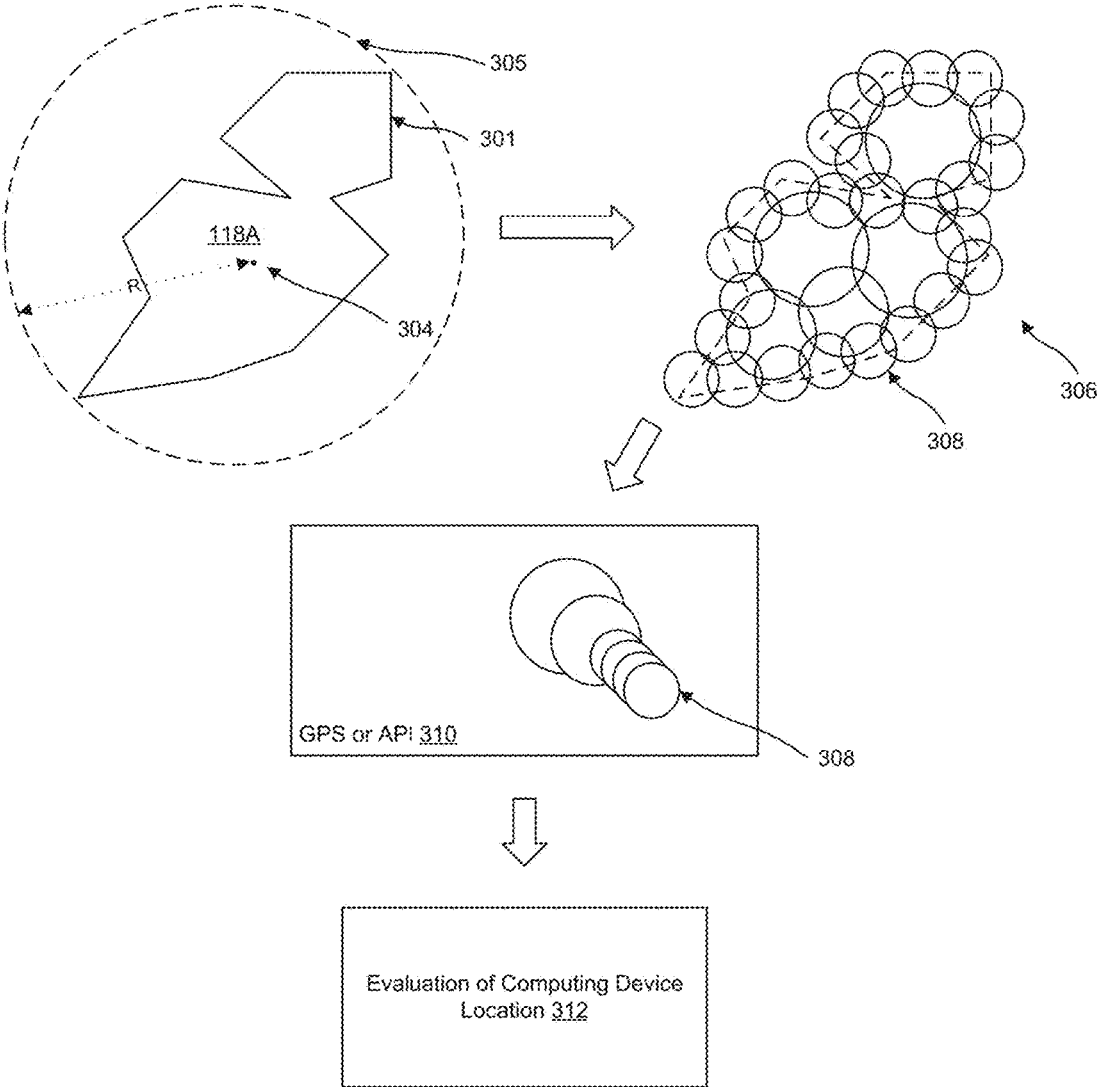 305
301
118A
R
304
306
308
GPS or API 310
308
Evaluation of Computing Device
Location 312